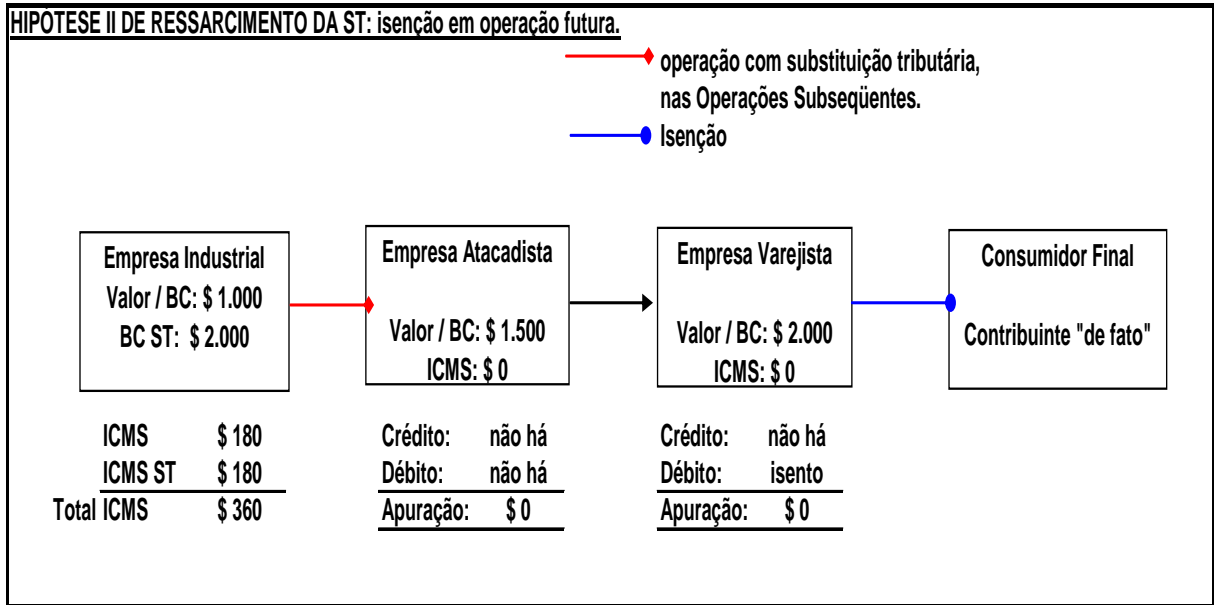 HIPÓTESE II DE RESSARCIMENTO DA ST: isenção em operação futura.
operação com substituição tributária,
nas Operações Subseqüentes.
Isenção
Empresa Industrial
Valor / BC: $ 1.000
BC ST: $ 2.000
Empresa Atacadista
Valor / BC: $ 1.500
ICMS: $ 0
Empresa Varejista
Valor / BC: $ 2.000
ICMS: $ 0
Consumidor Final
Contribuinte "de fato"
ICMS $ 180
ICMS ST $ 180
Total ICMS $ 360
Crédito: não há
Débito: não há
Apuração: $ 0
Crédito: não há
Débito: isento
Apuração: $ 0